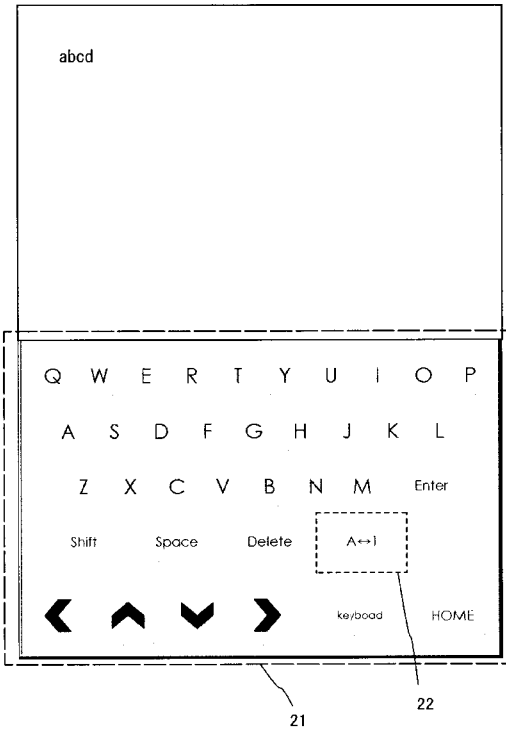 abcd
Q W E R T Y U I O P
A S D F G H J K L
Z X C V B N M Enter
Shift Space Delete A↔1
keyboad HOME
22
21